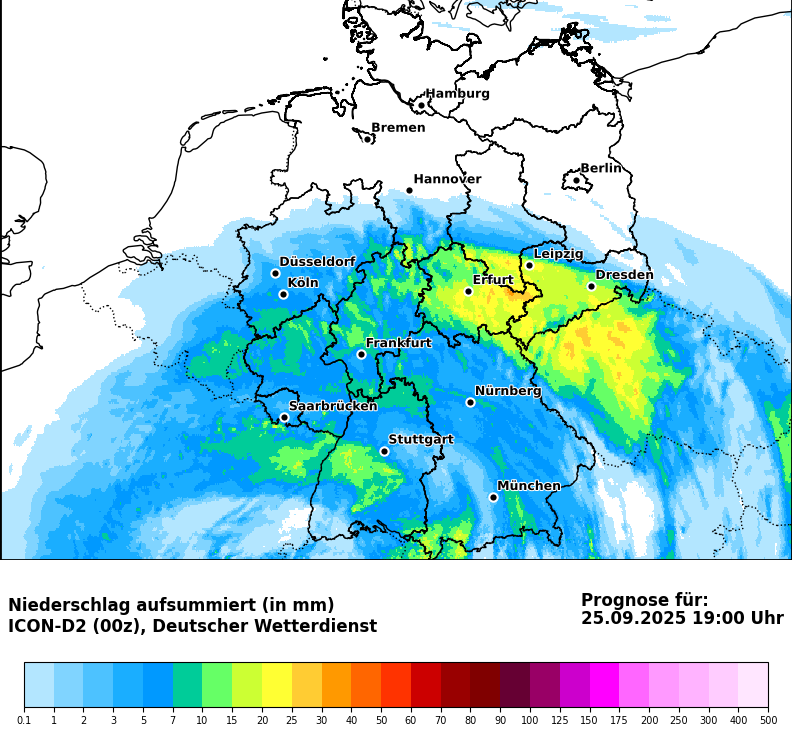 Hamburg
Bremen
Berlin
Hannover
Leipzig
Düsseldorf
Dresden
Köln
Erfurt
Frankfurt
Nürnberg
Saarbrücken
Stuttgart
München
Niederschlag aufsummiert (in mm)
ICON-D2 (00z), Deutscher Wetterdienst
Prognose für:
25.09.2025 19:00 Uhr
0.1 1 2 3 5 7 10 15 20 25 30 40 50 60 70 80 90 100 125 150 175 200 250 300 400 500